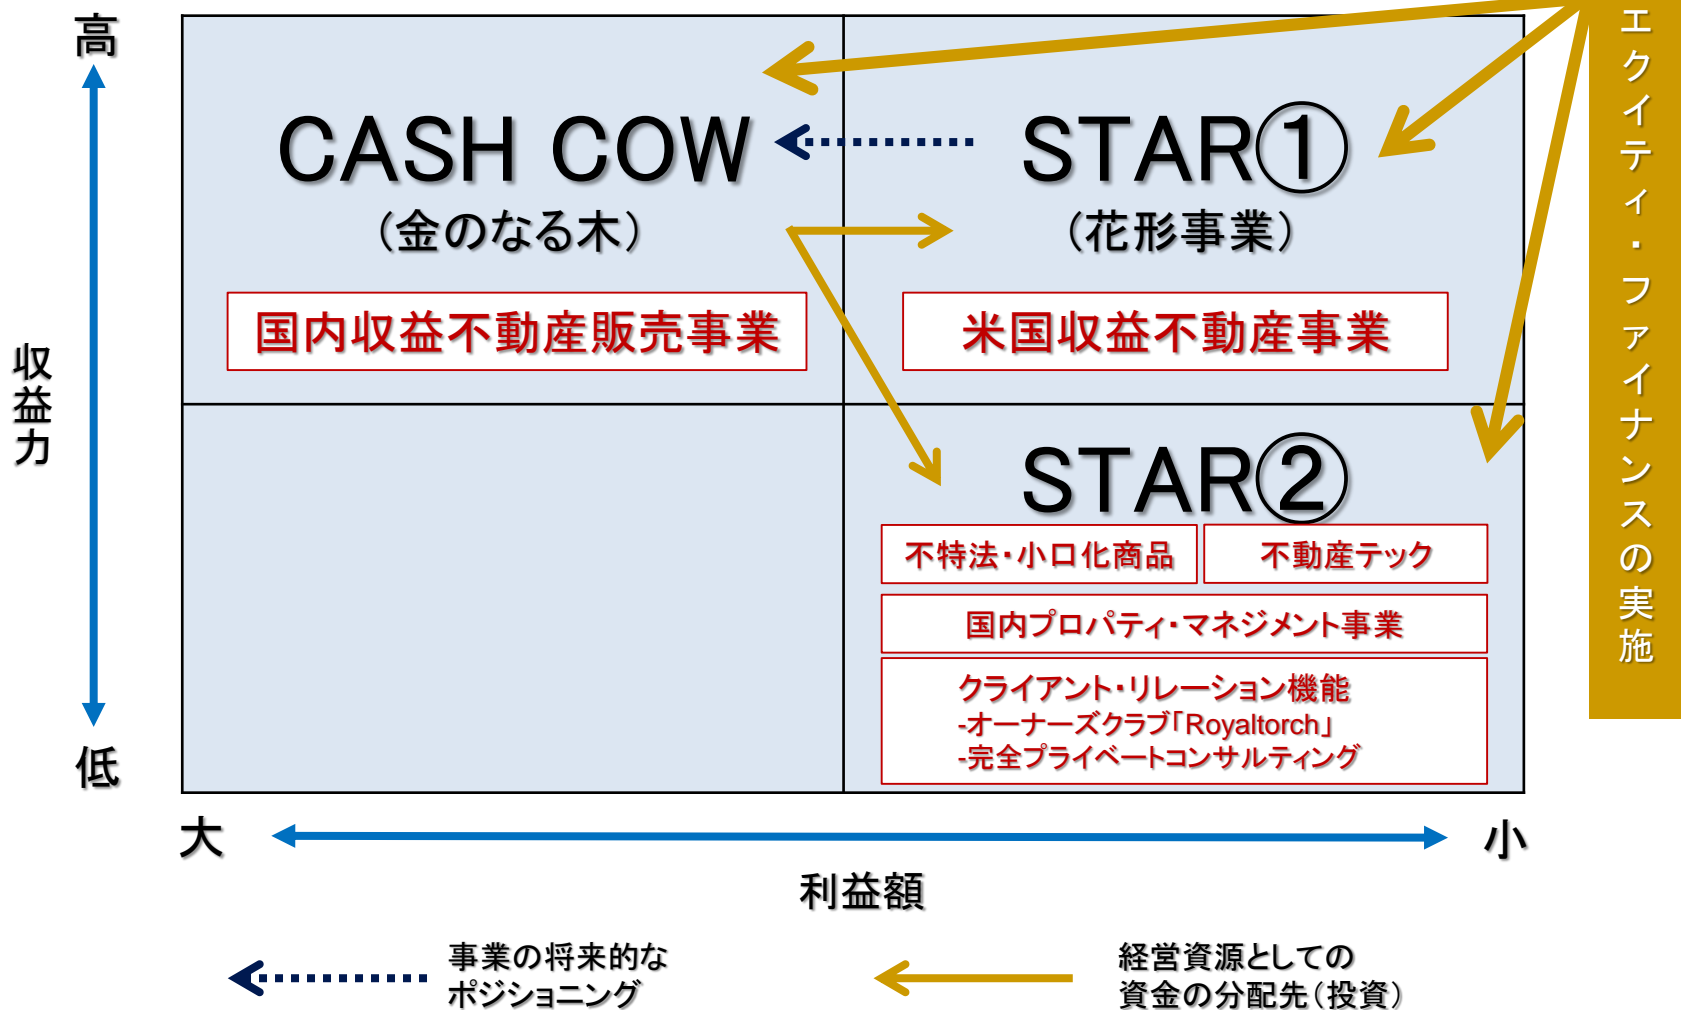 高
収益力
低
CASH COW
（金のなる木）
国内収益不動産販売事業
STAR①
（花形事業）
米国収益不動産事業
STAR②
不特法・小口化商品
不動産テック
国内プロパティ・マネジメント事業
クライアント・リレーション機能
-オーナーズクラブ「Royaltorch」
-完全プライベートコンサルティング
エクイティ・ファイナンスの実施
大
小
利益額
事業の将来的な
ポジショニング
経営資源としての
資金の分配先（投資）